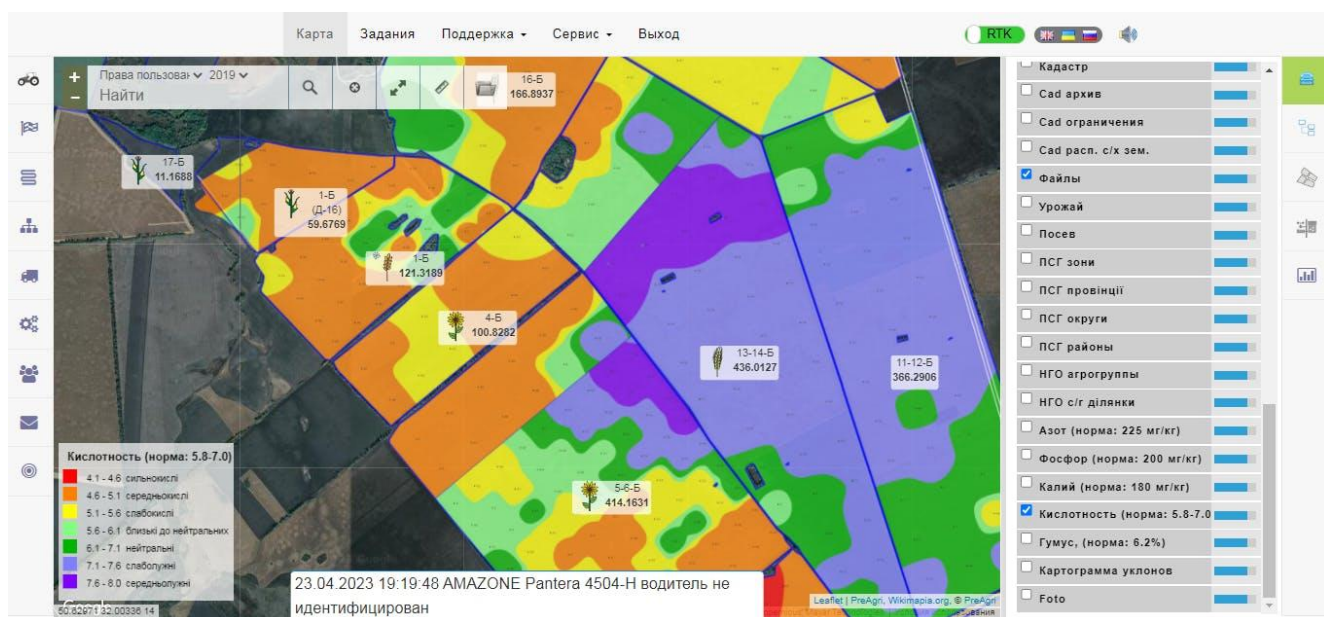 Карта Задания Поддержка Сервис Выход
RTK
Права пользоват 2019
Найти
16-Б
166.8937
17-Б
11.1688
1-Б
(Д-16)
59.6769
1-Б
121.3189
4-Б
100.8282
13-14-Б
436.0127
11-12-Б
366.2906
5-6-Б
414.1631
Кислотность (норма: 5.8-7.0)
4.1 - 4.6 сильнокислі
4.6 - 5.1 середньокислі
5.1 - 5.6 слабокислі
5.6 - 6.1 близькі до нейтральних
6.1 - 7.1 нейтральні
7.1 - 7.6 слаболужні
7.6 - 8.0 середньолужні
50.82971 32.00336 14
23.04.2023 19:19:48 AMAZONE Pantera 4504-H водитель не
идентифицирован
Leaflet | PreAgri, Wikimapia.org, © PreAgri
Кадастр
Cad архив
Cad ограничения
Cad расп. с/х зем.
Файлы
Урожай
Посев
ПСГ зони
ПСГ провінції
ПСГ округи
ПСГ районы
НГО агрогруппы
НГО с/г ділянки
Азот (норма: 225 мг/кг)
Фосфор (норма: 200 мг/кг)
Калий (норма: 180 мг/кг)
Кислотность (норма: 5.8-7.0
Гумус, (норма: 6.2%)
Картограмма уклонов
Foto